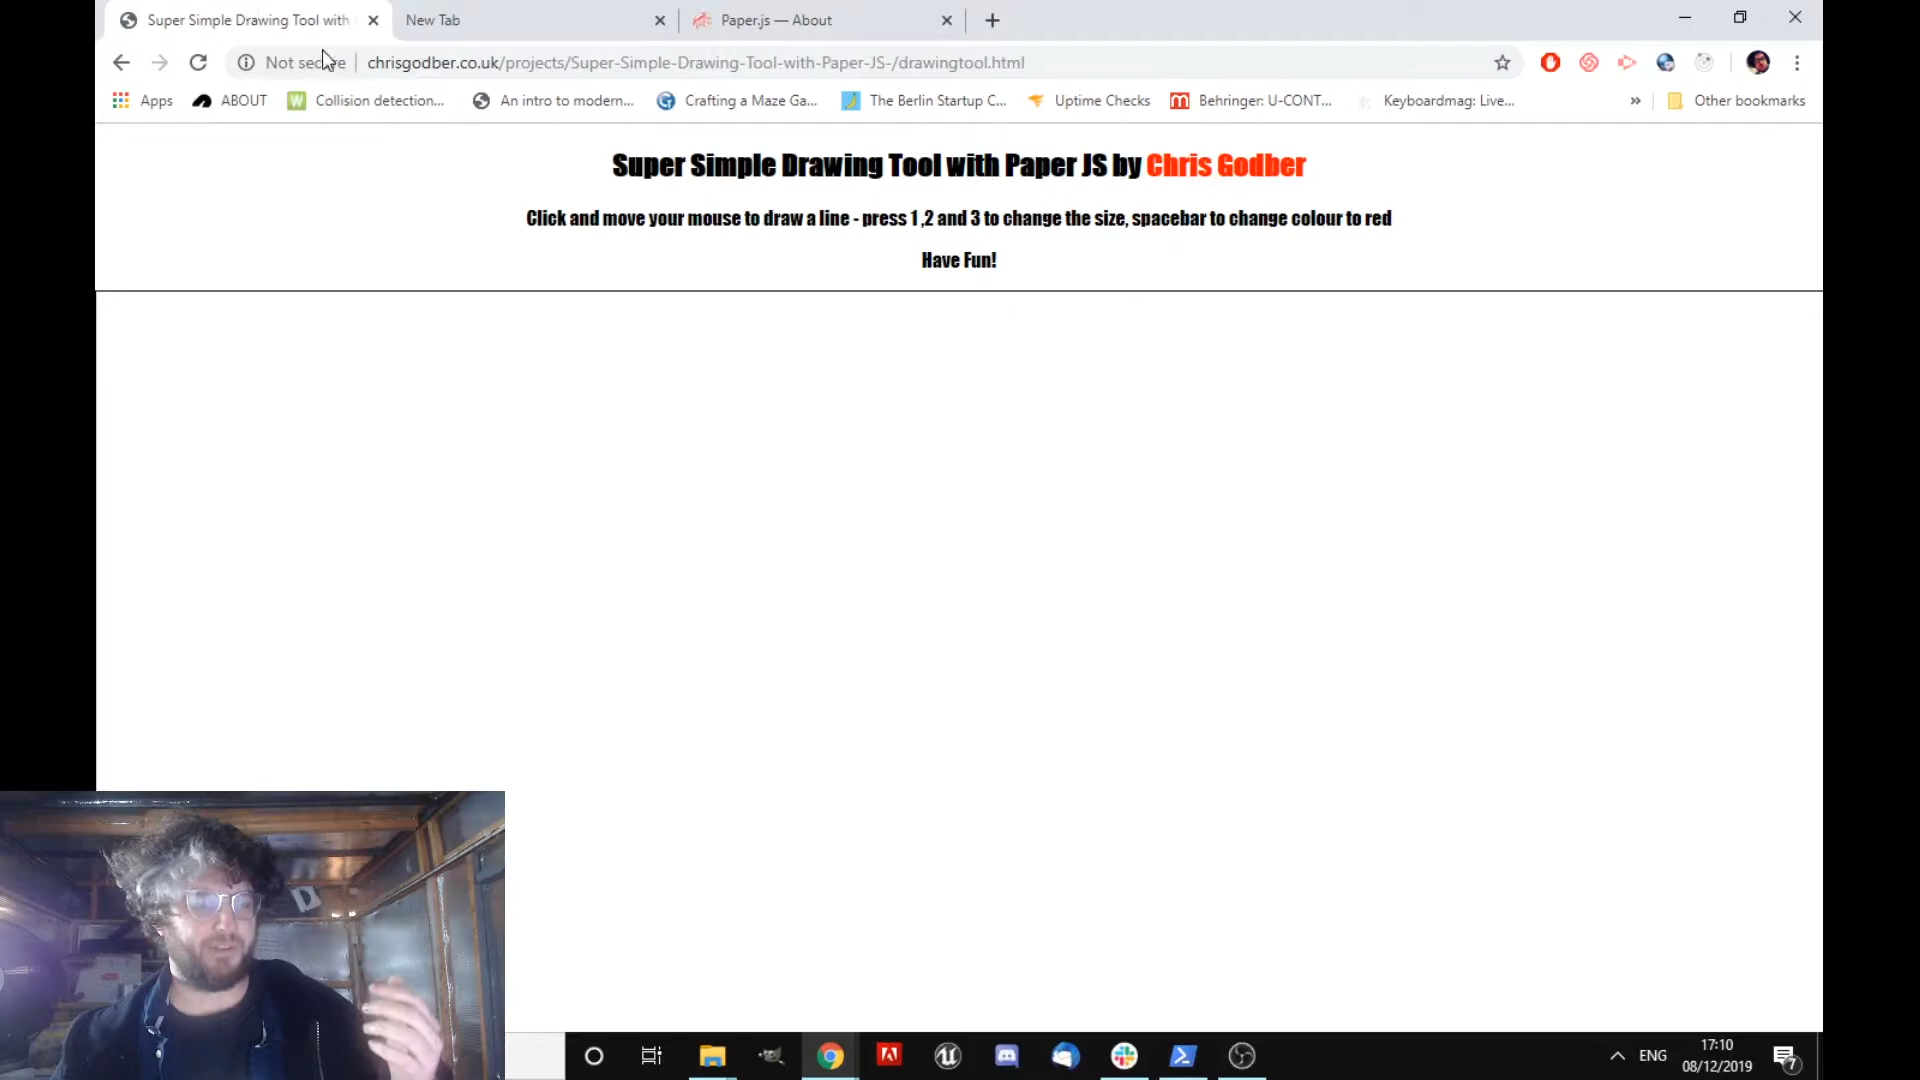 Super Simple Drawing Tool with
New Tab
Paper.js — About
Not secure
chrisgodber.co.uk/projects/Super-Simple-Drawing-Tool-with-Paper-JS-/drawingtool.html
Apps
ABOUT
Collision detection...
An intro to modern...
Crafting a Maze Ga...
The Berlin Startup C...
Uptime Checks
Behringer: U-CONT...
Keyboardmag: Live...
»
Other bookmarks
Super Simple Drawing Tool with Paper JS by Chris Godber
Click and move your mouse to draw a line - press 1 ,2 and 3 to change the size, spacebar to change colour to red
Have Fun!
ENG
17:10
08/12/2019
7